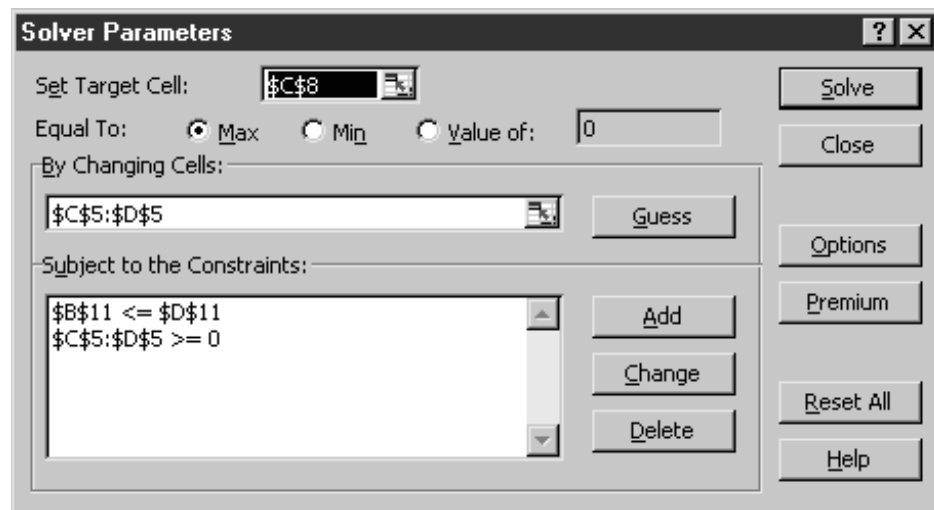 Solver Parameters
? X
Set Target Cell: $C$8
Solve
Equal To: Max Min Value of: 0
Close
By Changing Cells:
$C$5:$D$5
Guess
Options
Subject to the Constraints:
$B$11 <= $D$11
$C$5:$D$5 >= 0
Add
Premium
Change
Delete
Reset All
Help